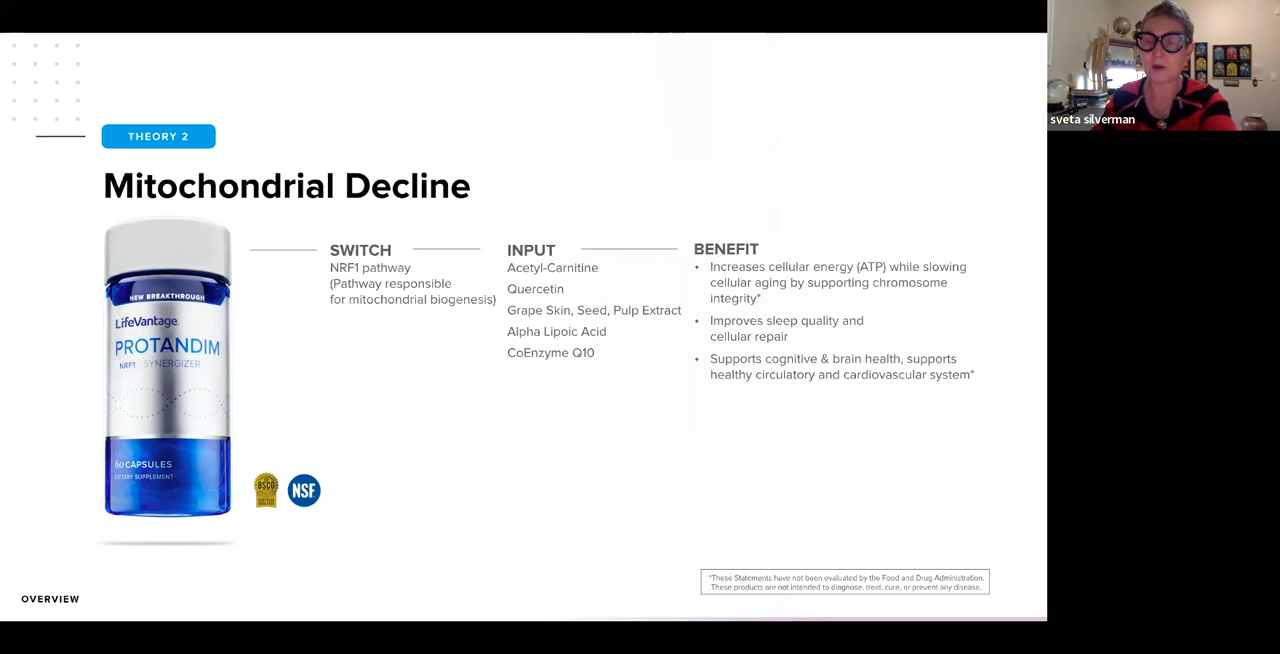 sveta silverman
THEORY 2
Mitochondrial Decline
NEW BREAKTHROUGH
LifeVantage
PROTANDIM
NRF1 SYNERGIZER
60 CAPSULES
DIETARY SUPPLEMENT
BSCG
NSF
SWITCH
NRF1 pathway
(Pathway responsible
for mitochondrial biogenesis)
INPUT
Acetyl-Carnitine
Quercetin
Grape Skin, Seed, Pulp Extract
Alpha Lipoic Acid
CoEnzyme Q10
BENEFIT
• Increases cellular energy (ATP) while slowing
cellular aging by supporting chromosome
integrity*
• Improves sleep quality and
cellular repair
• Supports cognitive & brain health, supports
healthy circulatory and cardiovascular system*
*These Statements have not been evaluated by the Food and Drug Administration.
These products are not intended to diagnose, treat, cure, or prevent any disease.
OVERVIEW